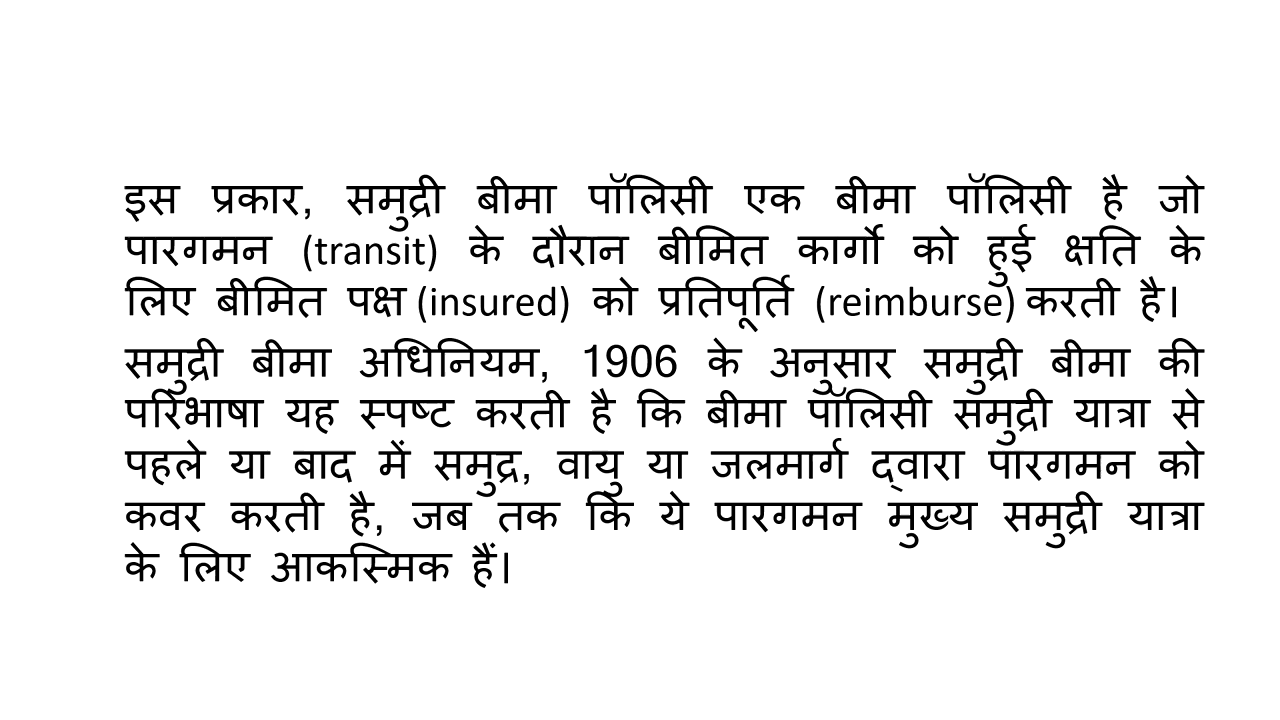 इस प्रकार, समुद्री बीमा पॉलिसी एक बीमा पॉलिसी है जो
पारगमन (transit) के दौरान बीमित कार्गो को हुई क्षति के
लिए बीमित पक्ष (insured) को प्रतिपूर्ति (reimburse) करती है।
समुद्री बीमा अधिनियम, 1906 के अनुसार समुद्री बीमा की
परिभाषा यह स्पष्ट करती है कि बीमा पॉलिसी समुद्री यात्रा से
पहले या बाद में समुद्र, वायु या जलमार्ग द्वारा पारगमन को
कवर करती है, जब तक कि ये पारगमन मुख्य समुद्री यात्रा
के लिए आकस्मिक हैं।